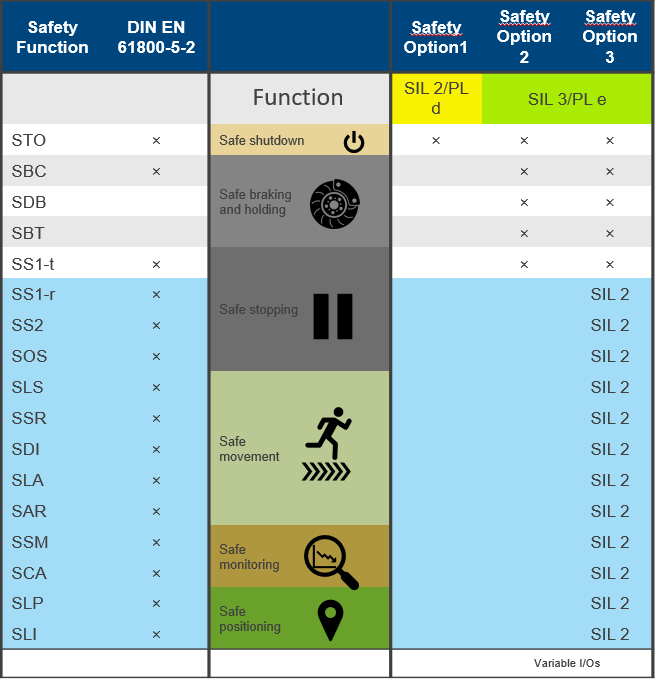 Safety Function DIN EN 61800-5-2 Safety Option1 Safety Option 2 Safety Option 3
Function SIL 2/PL d SIL 3/PL e
STO × Safe shutdown × × ×
SBC × Safe braking and holding × ×
SDB × ×
SBT × ×
SS1-t × × ×
SS1-r × Safe stopping SIL 2
SS2 × SIL 2
SOS × SIL 2
SLS × SIL 2
SSR × SIL 2
SDI × Safe movement SIL 2
SLA × SIL 2
SAR × SIL 2
SSM × Safe monitoring SIL 2
SCA × SIL 2
SLP × Safe positioning SIL 2
SLI × SIL 2
Variable I/Os